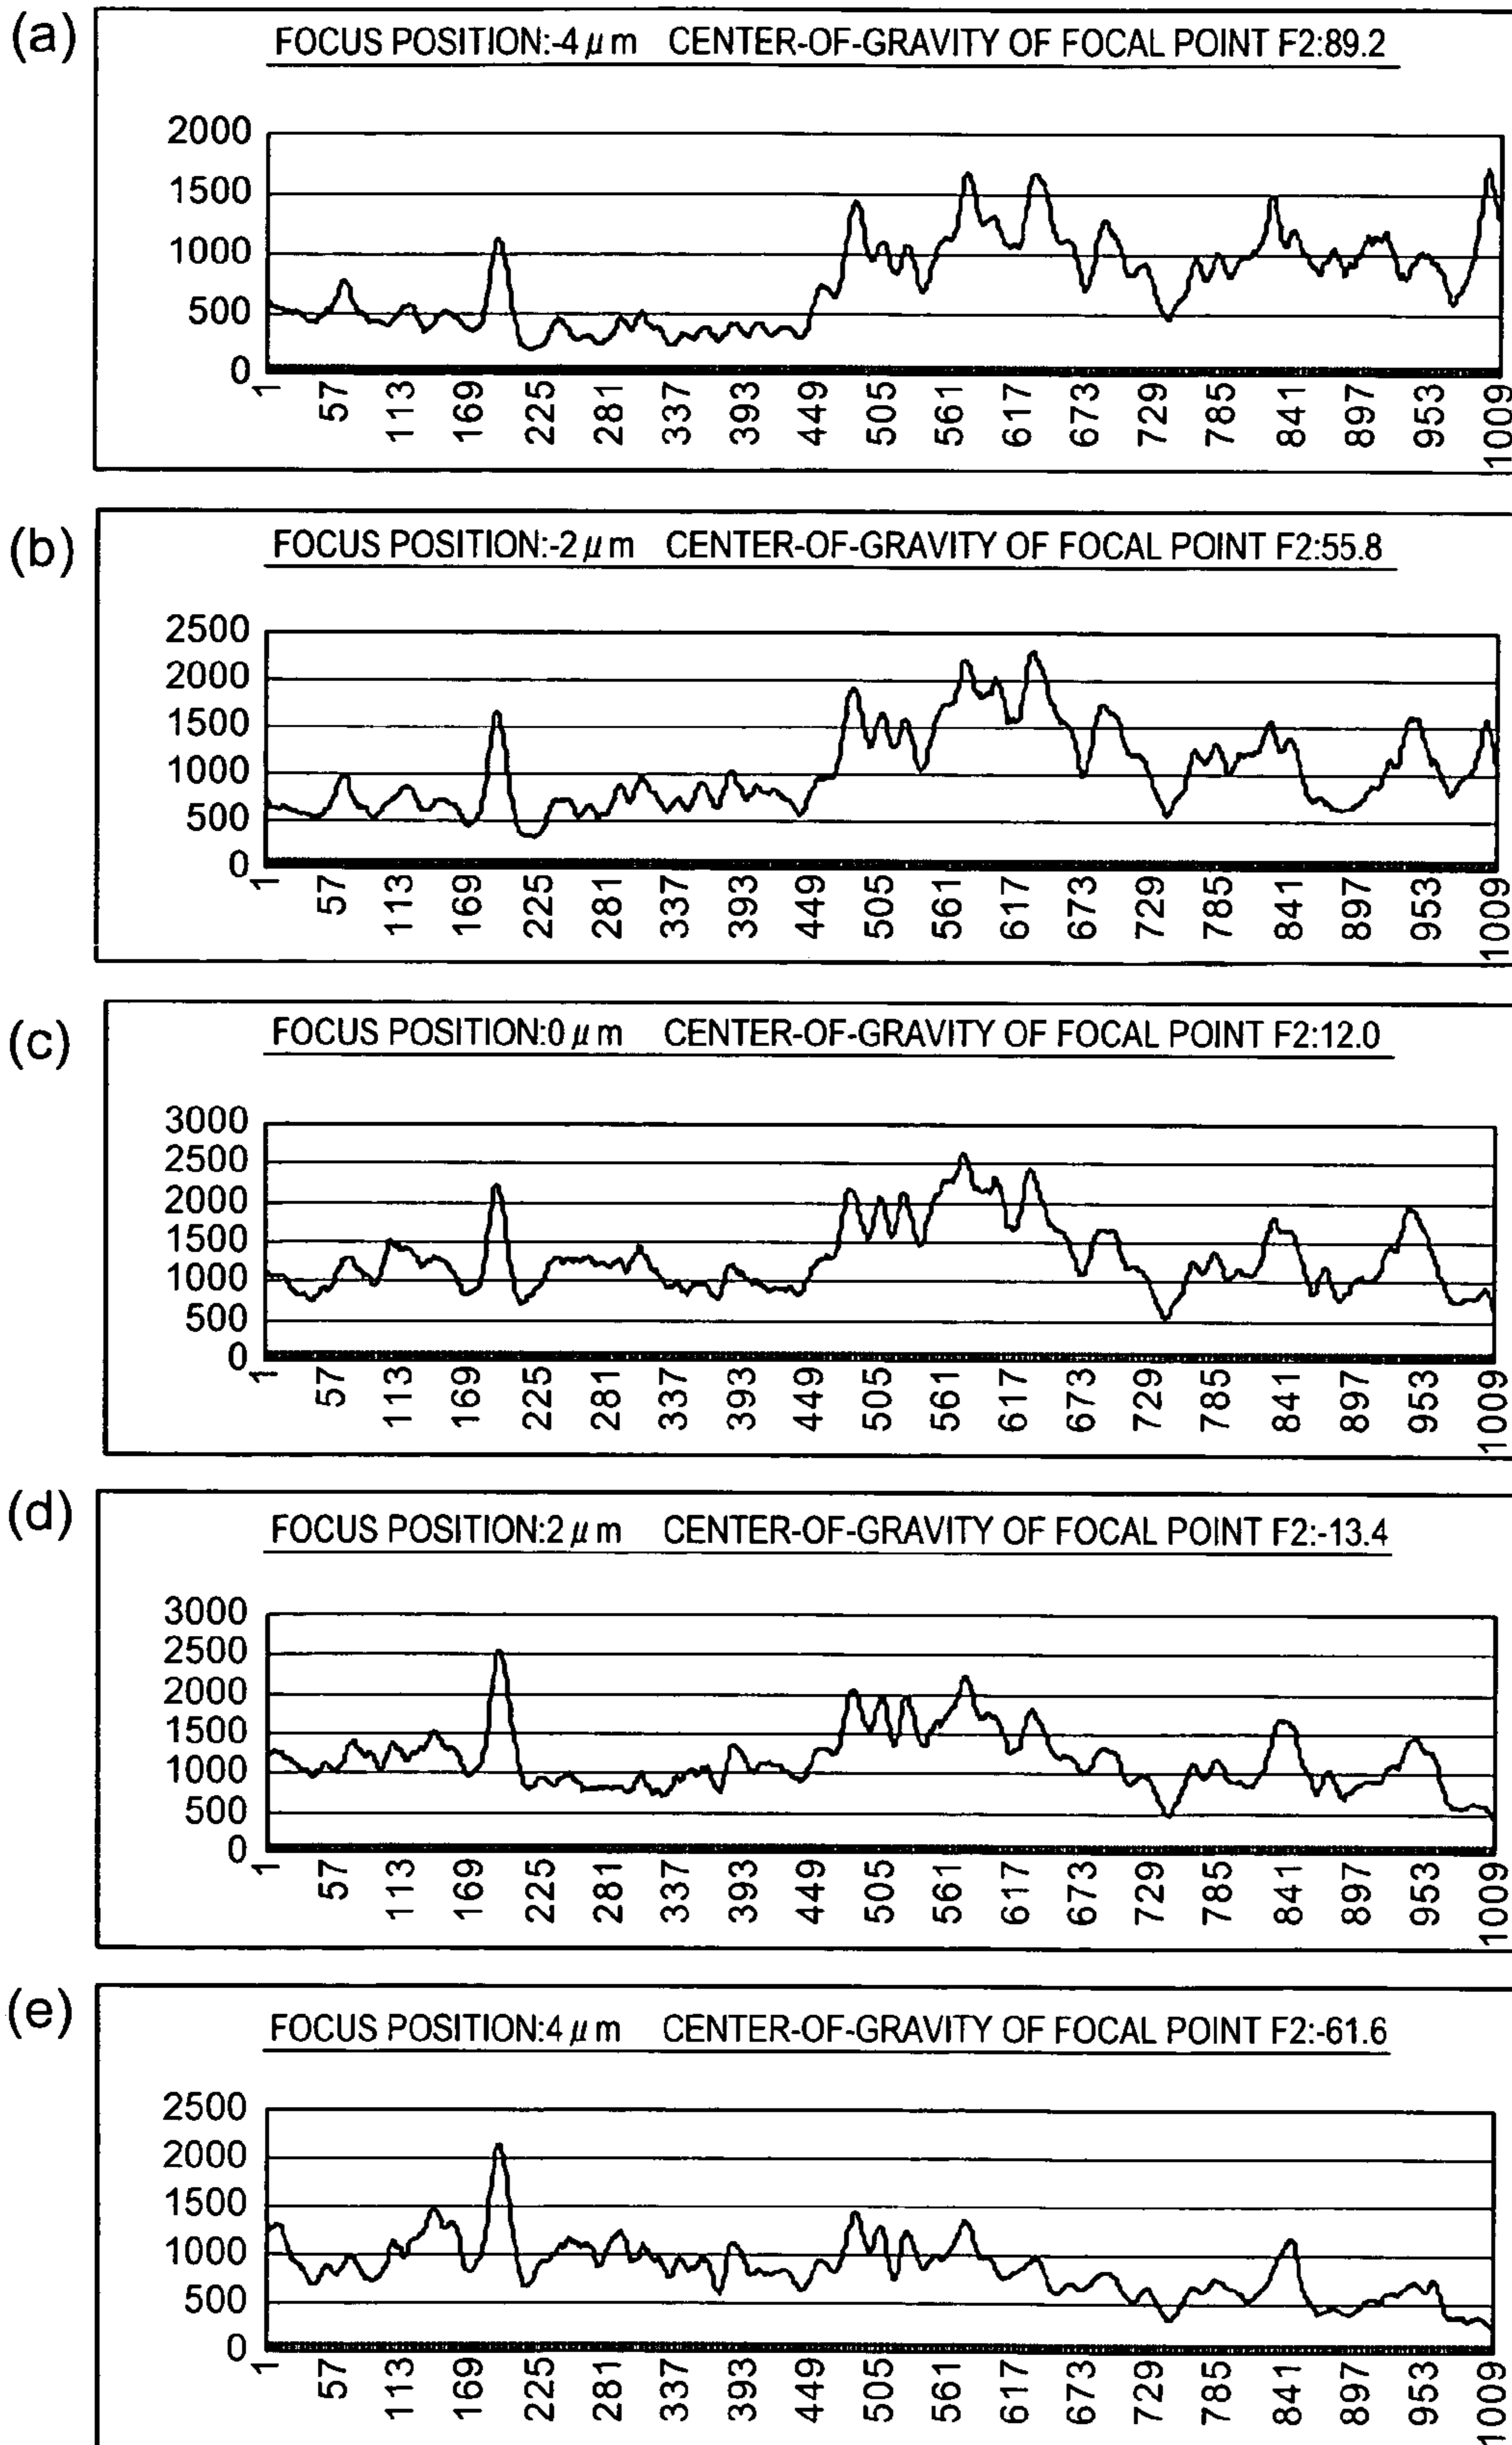 (a)
FOCUS POSITION:-4 μm CENTER-OF-GRAVITY OF FOCAL POINT F2:89.2
2000
1500
1000
500
0
1 57 113 169 225 281 337 393 449 505 561 617 673 729 785 841 897 953 1009
(b)
FOCUS POSITION:-2 μm CENTER-OF-GRAVITY OF FOCAL POINT F2:55.8
2500
2000
1500
1000
500
0
1 57 113 169 225 281 337 393 449 505 561 617 673 729 785 841 897 953 1009
(c)
FOCUS POSITION:0 μm CENTER-OF-GRAVITY OF FOCAL POINT F2:12.0
3000
2500
2000
1500
1000
500
0
1 57 113 169 225 281 337 393 449 505 561 617 673 729 785 841 897 953 1009
(d)
FOCUS POSITION:2 μm CENTER-OF-GRAVITY OF FOCAL POINT F2:-13.4
3000
2500
2000
1500
1000
500
0
1 57 113 169 225 281 337 393 449 505 561 617 673 729 785 841 897 953 1009
(e)
FOCUS POSITION:4 μm CENTER-OF-GRAVITY OF FOCAL POINT F2:-61.6
2500
2000
1500
1000
500
0
1 57 113 169 225 281 337 393 449 505 561 617 673 729 785 841 897 953 1009